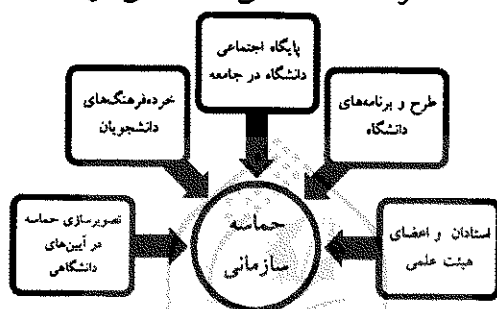 پایگاه اجتماعی
دانشگاه در جامعه
طرح و برنامه‌های
دانشگاه
خرده‌فرهنگ‌های
دانشجویان
استادان و اعضای
هیئت علمی
حماسه
سازمانی
تصویرسازی حماسه
در آیین‌های
دانشگاهی